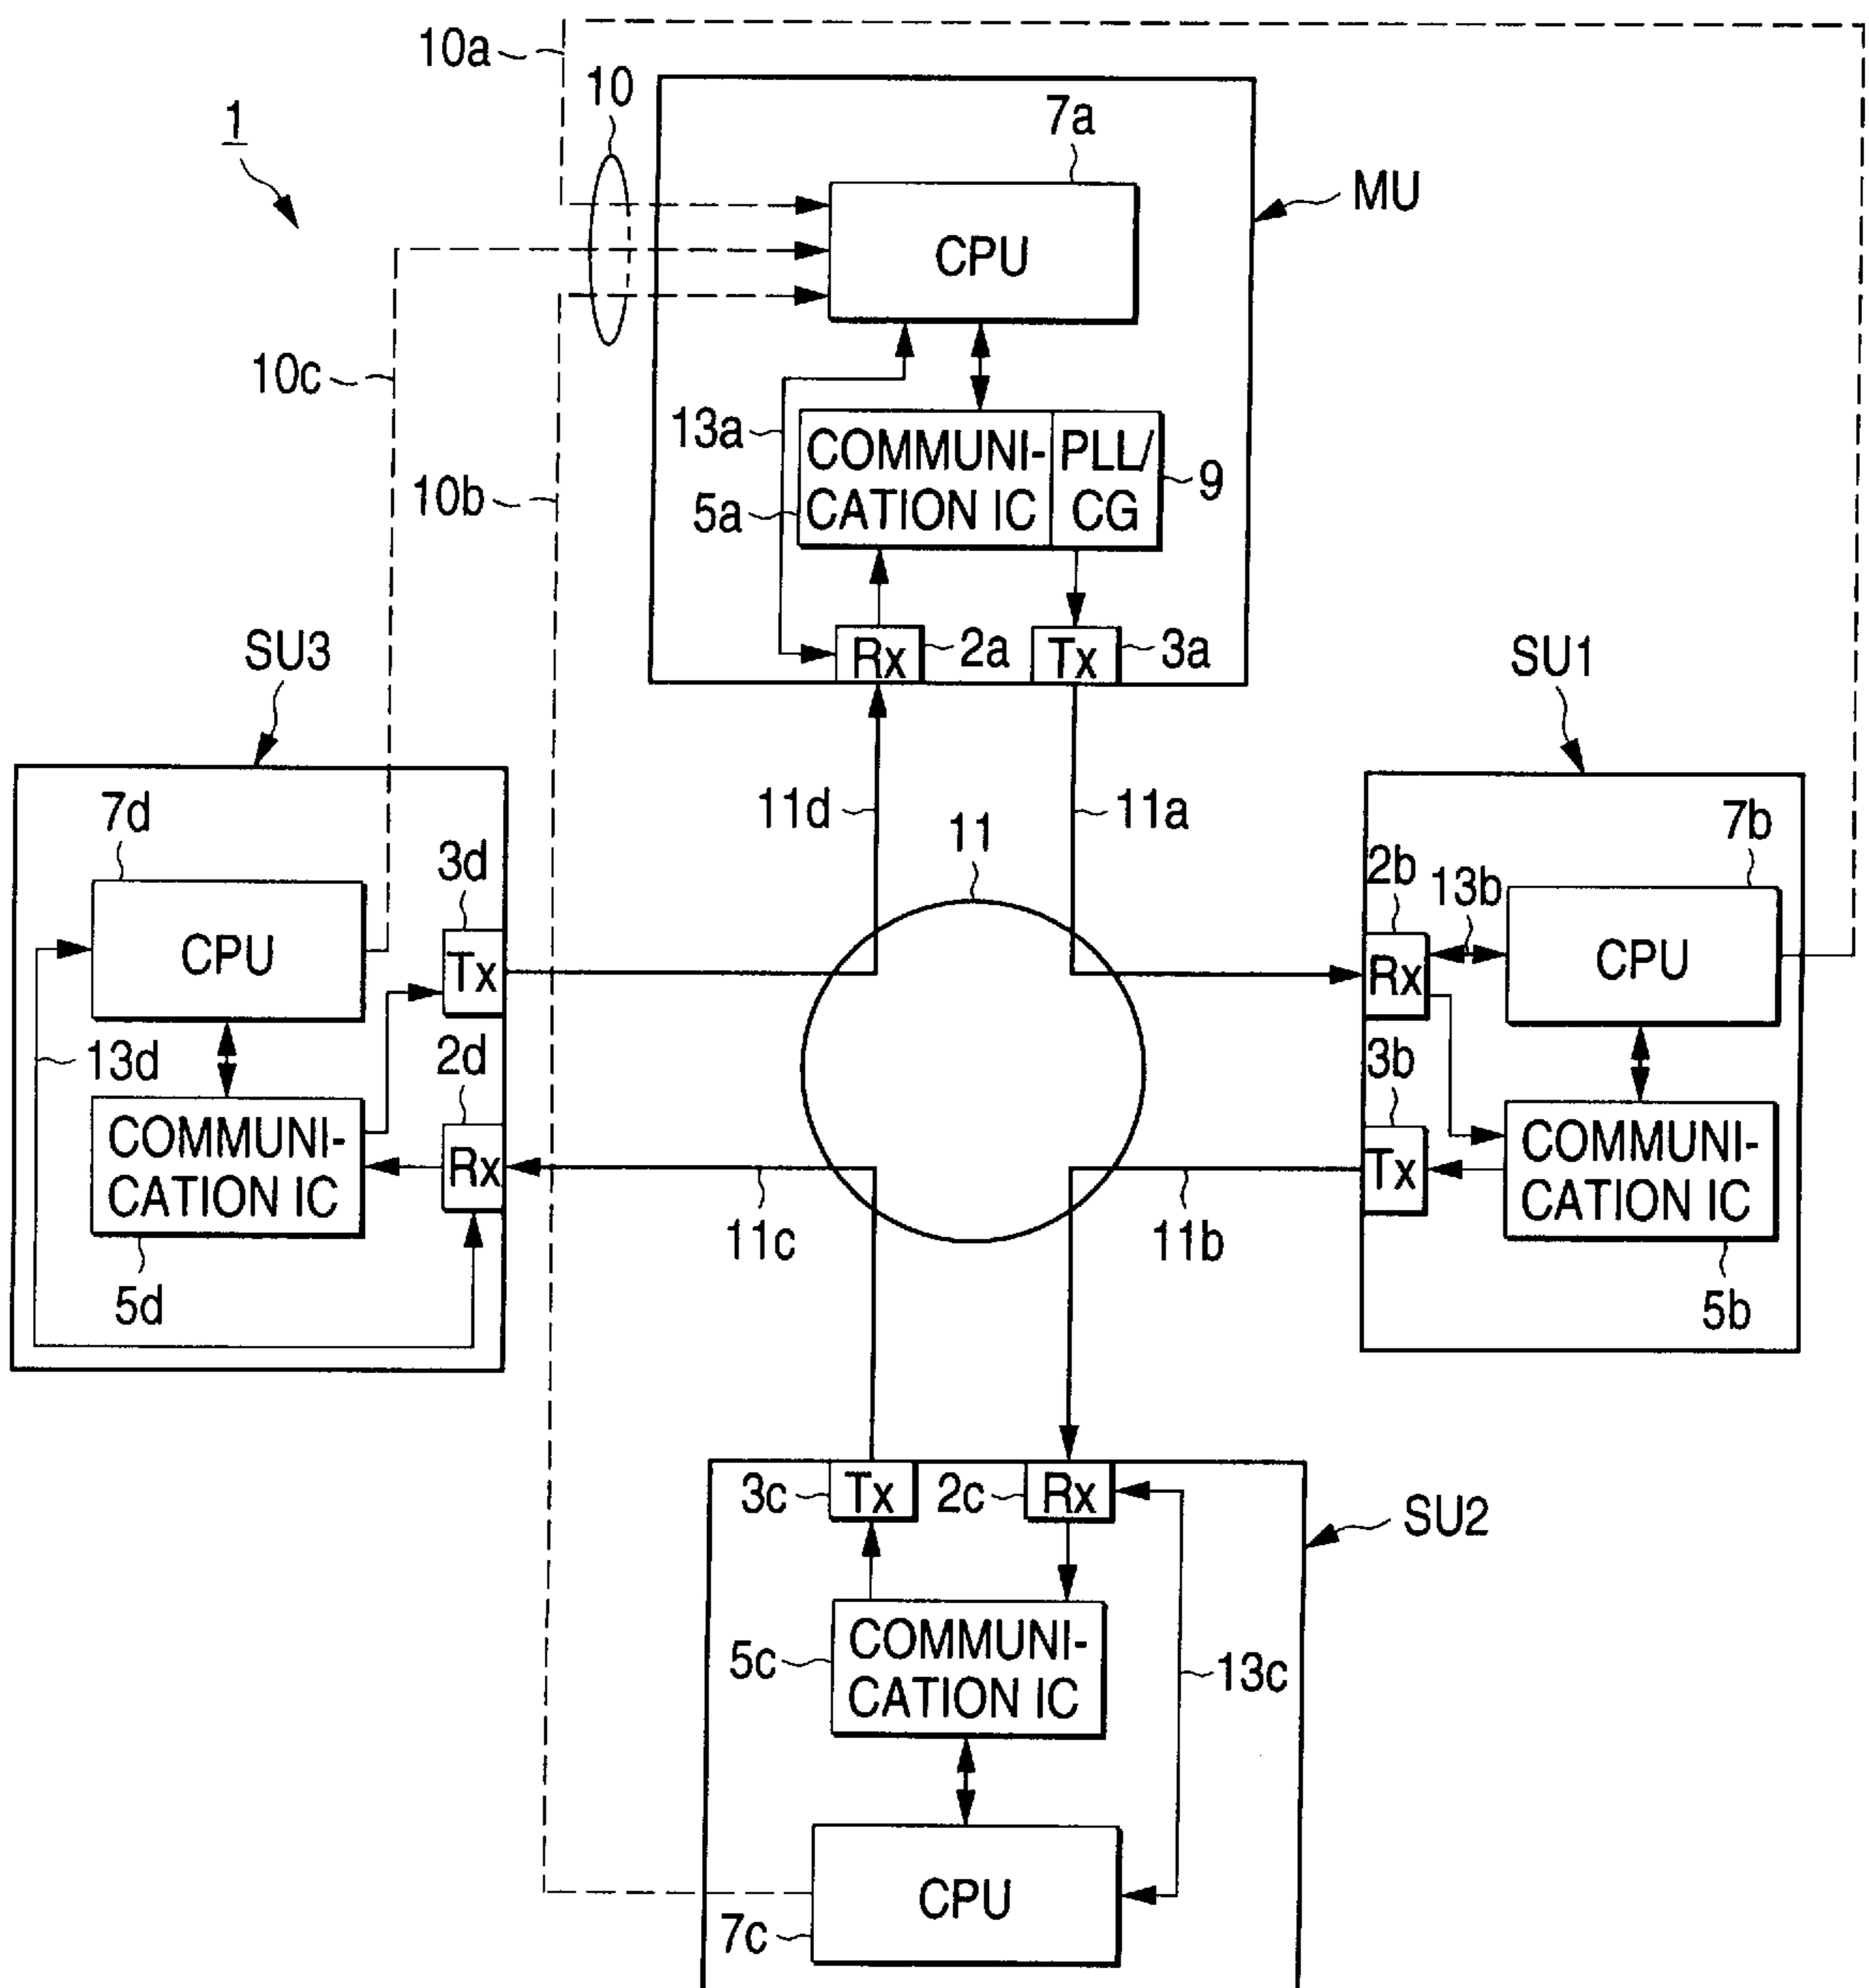 10a
10
1
7a
MU
CPU
10c
13a
COMMUNI-
CATION IC
PLL/
CG
9
10b
5a
SU3
Rx
2a
Tx
3a
SU1
7d
11d
11a
7b
11
3d
2b
13b
CPU
Tx
Rx
CPU
13d
2d
3b
COMMUNI-
CATION IC
Rx
Tx
COMMUNI-
CATION IC
11c
11b
5d
5b
3c
Tx
2c
Rx
SU2
5c
COMMUNI-
CATION IC
13c
CPU
7c